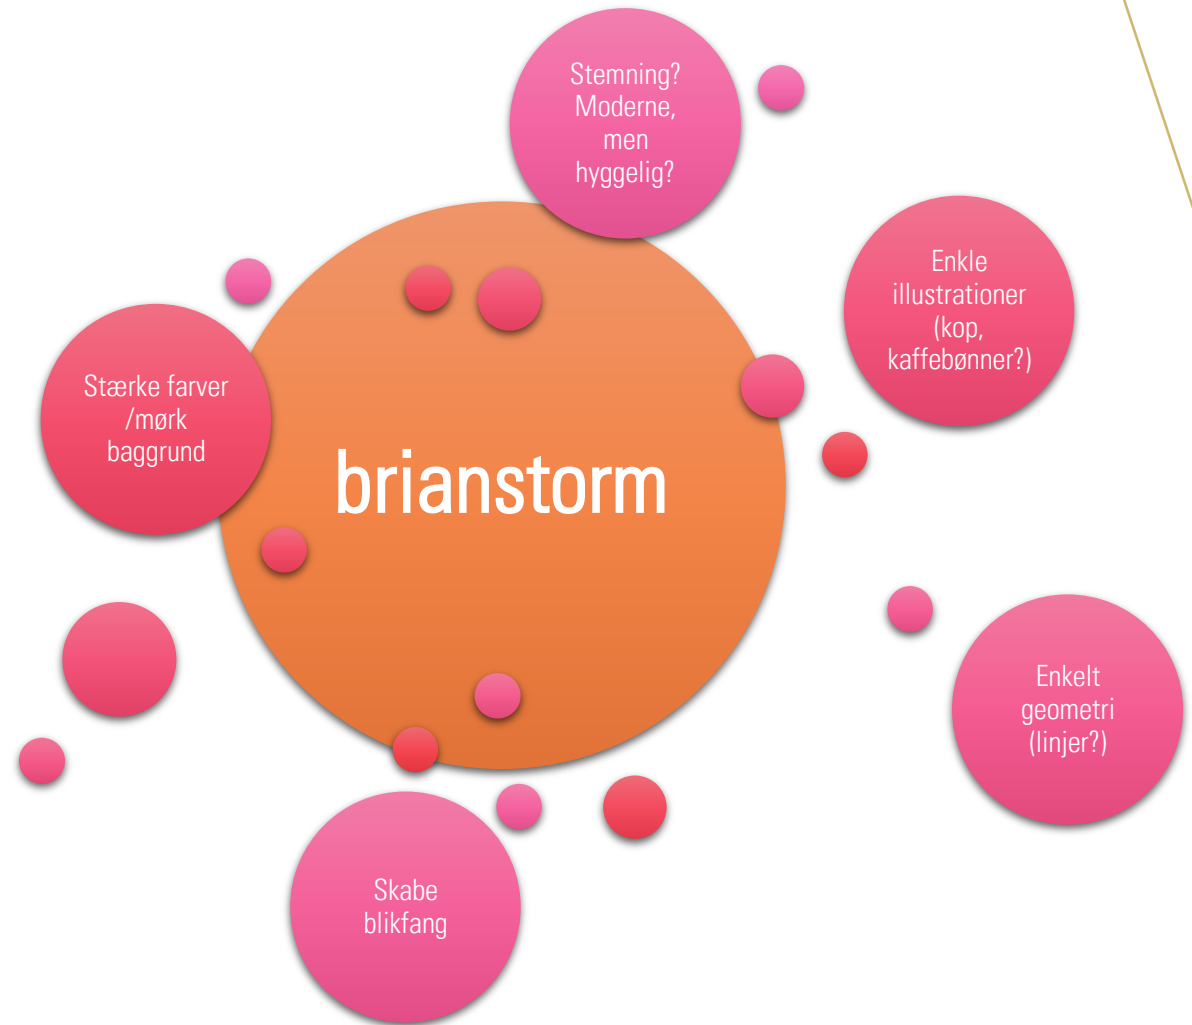 Stemning?
Moderne,
men
hyggelig?
Enkle
illustrationer
(kop,
kaffebønner?)
Stærke farver
/mørk
baggrund
brianstorm
Enkelt
geometri
(linjer?)
Skabe
blikfang